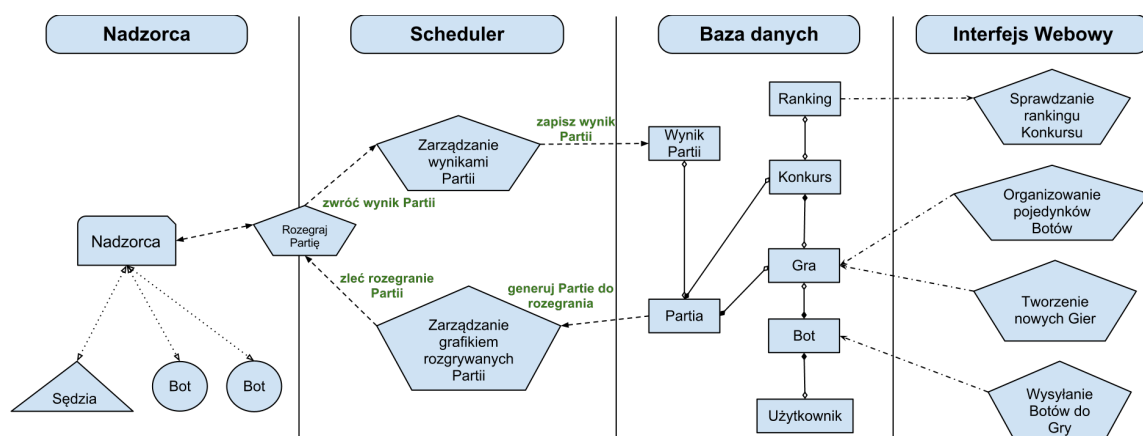 Nadzorca
Scheduler
Baza danych
Interfejs Webowy
Nadzorca
Sędzia
Bot
Bot
Rozegraj
Partię
zwróć wynik Partii
Zarządzanie
wynikami
Partii
zapisz wynik
Partii
zleć rozegranie
Partii
Zarządzanie
grafikiem
rozgrywanych
Partii
generuj Partie do
rozegrania
Wynik
Partii
Partia
Ranking
Konkurs
Gra
Bot
Użytkownik
Sprawdzanie
rankingu
Konkursu
Organizowanie
pojedynków
Botów
Tworzenie
nowych Gier
Wysyłanie
Botów do
Gry